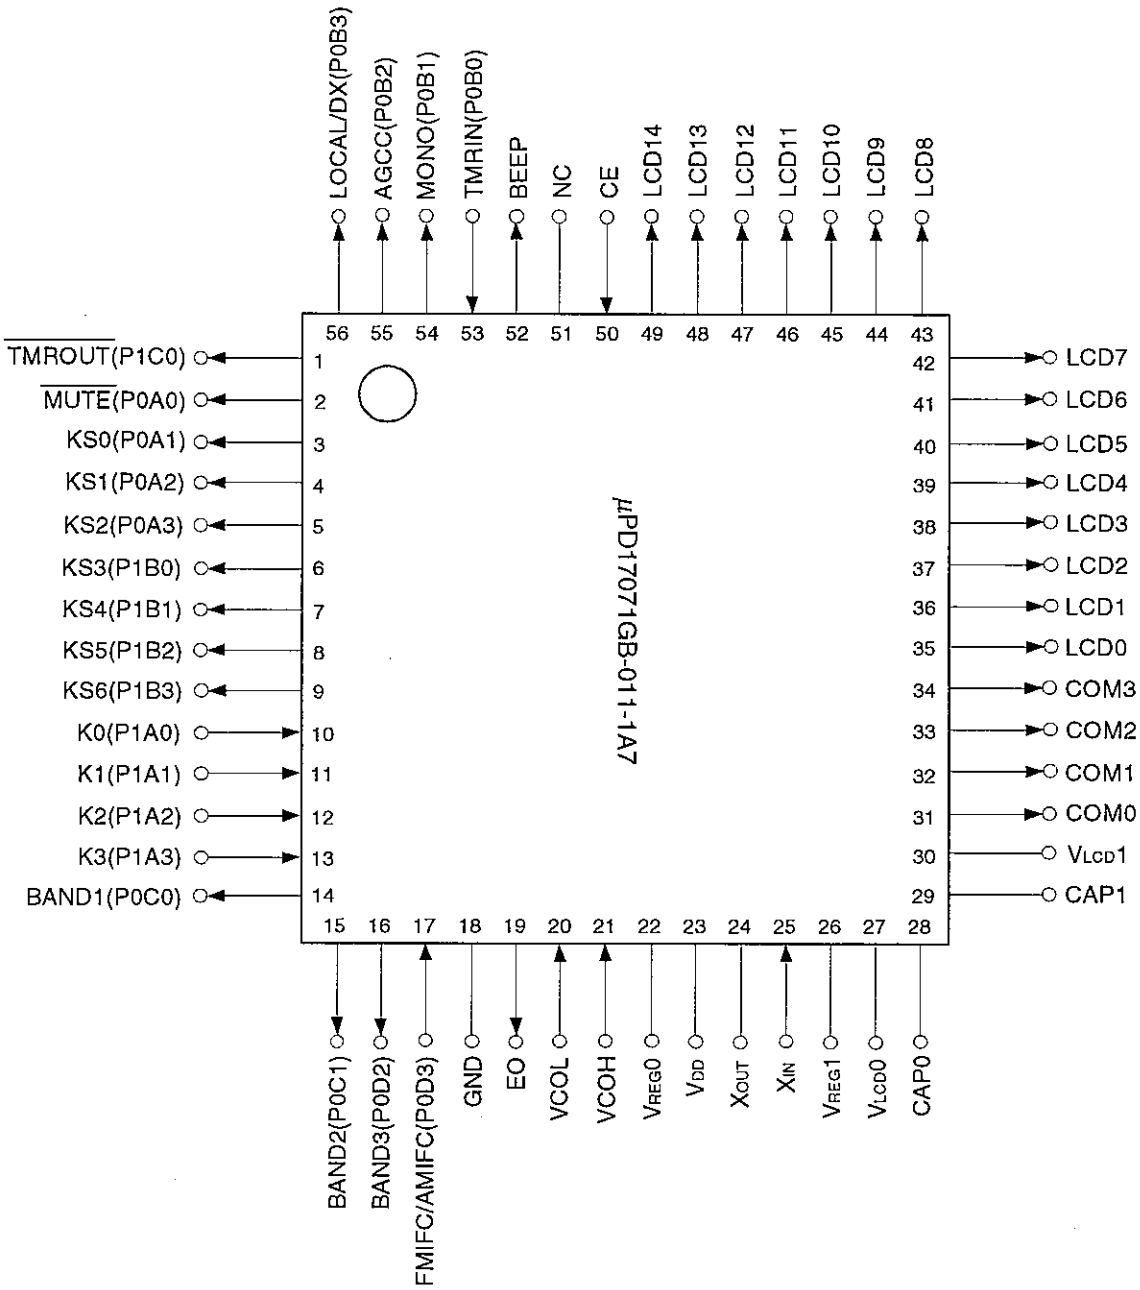 LOCAL/DX(P0B3)
AGCC(P0B2)
MONO(P0B1)
TMRIN(P0B0)
BEEP
NC
CE
LCD14
LCD13
LCD12
LCD11
LCD10
LCD9
LCD8
56 55 54 53 52 51 50 49 48 47 46 45 44 43
TMROUT(P1C0) 1
MUTE(P0A0) 2
KS0(P0A1) 3
KS1(P0A2) 4
KS2(P0A3) 5
KS3(P1B0) 6
KS4(P1B1) 7
KS5(P1B2) 8
KS6(P1B3) 9
K0(P1A0) 10
K1(P1A1) 11
K2(P1A2) 12
K3(P1A3) 13
BAND1(P0C0) 14
μPD17071GB-011-1A7
42 LCD7
41 LCD6
40 LCD5
39 LCD4
38 LCD3
37 LCD2
36 LCD1
35 LCD0
34 COM3
33 COM2
32 COM1
31 COM0
30 VLCD1
29 CAP1
15 16 17 18 19 20 21 22 23 24 25 26 27 28
BAND2(P0C1)
BAND3(P0D2)
FMIFC/AMIFC(P0D3)
GND
EO
VCOL
VCOH
VREG0
VDD
XOUT
XIN
VREG1
VLCD0
CAP0